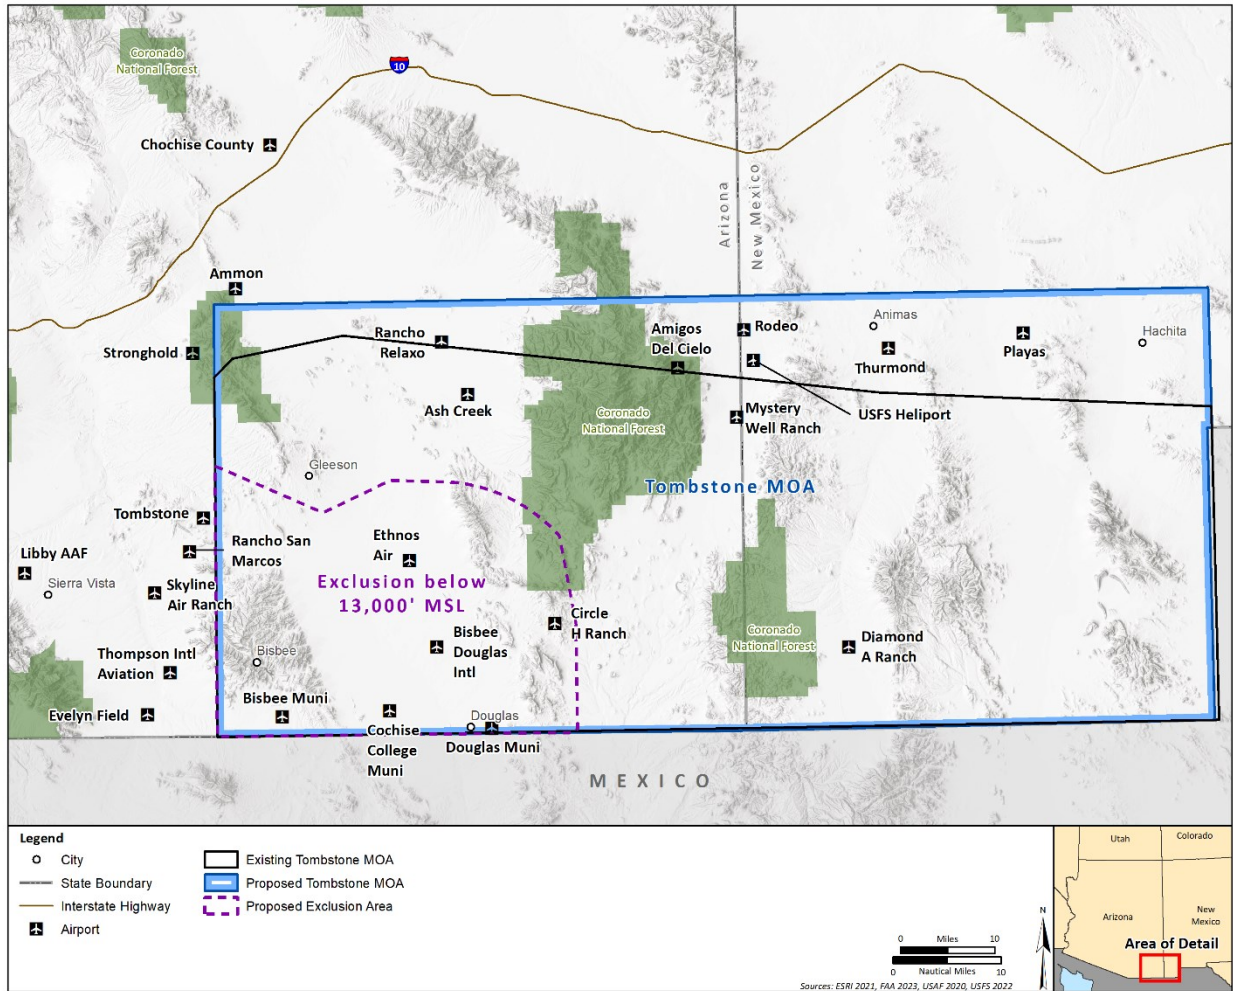 Coronado
National Forest
10
Chochise County
Arizona
New Mexico
Ammon
Stronghold
Rancho
Relaxo
Amigos
Del Cielo
Rodeo
Animas
Thurmond
Playas
Hachita
Ash Creek
Coronado
National Forest
Mystery
Well Ranch
USFS Heliport
Gleeson
Tombstone MOA
Tombstone
Rancho San
Marcos
Ethnos
Air
Libby AAF
Sierra Vista
Skyline
Air Ranch
Exclusion below
13,000' MSL
Circle
H Ranch
Bisbee
Douglas
Intl
Coronado
National Forest
Diamond
A Ranch
Thompson Intl
Aviation
Bisbee
Evelyn Field
Bisbee Muni
Cochise
College
Muni
Douglas
Douglas Muni
MEXICO
Legend
City
State Boundary
Interstate Highway
Airport
Existing Tombstone MOA
Proposed Tombstone MOA
Proposed Exclusion Area
0 Miles 10
0 10
Nautical Miles
N
Utah
Colorado
Arizona
New
Mexico
Area of Detail
Sources: ESRI 2021, FAA 2023, USAF 2020, USFS 2022